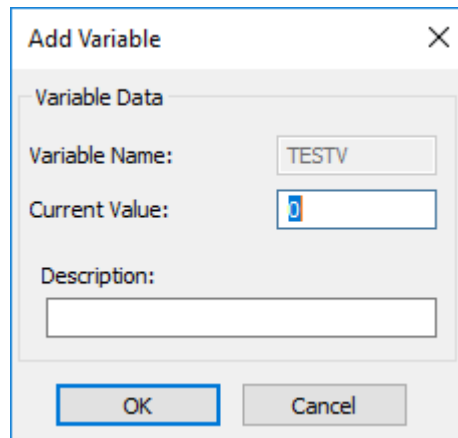 Add Variable
Variable Data
Variable Name: TESTV
Current Value: 0
Description:
OK Cancel